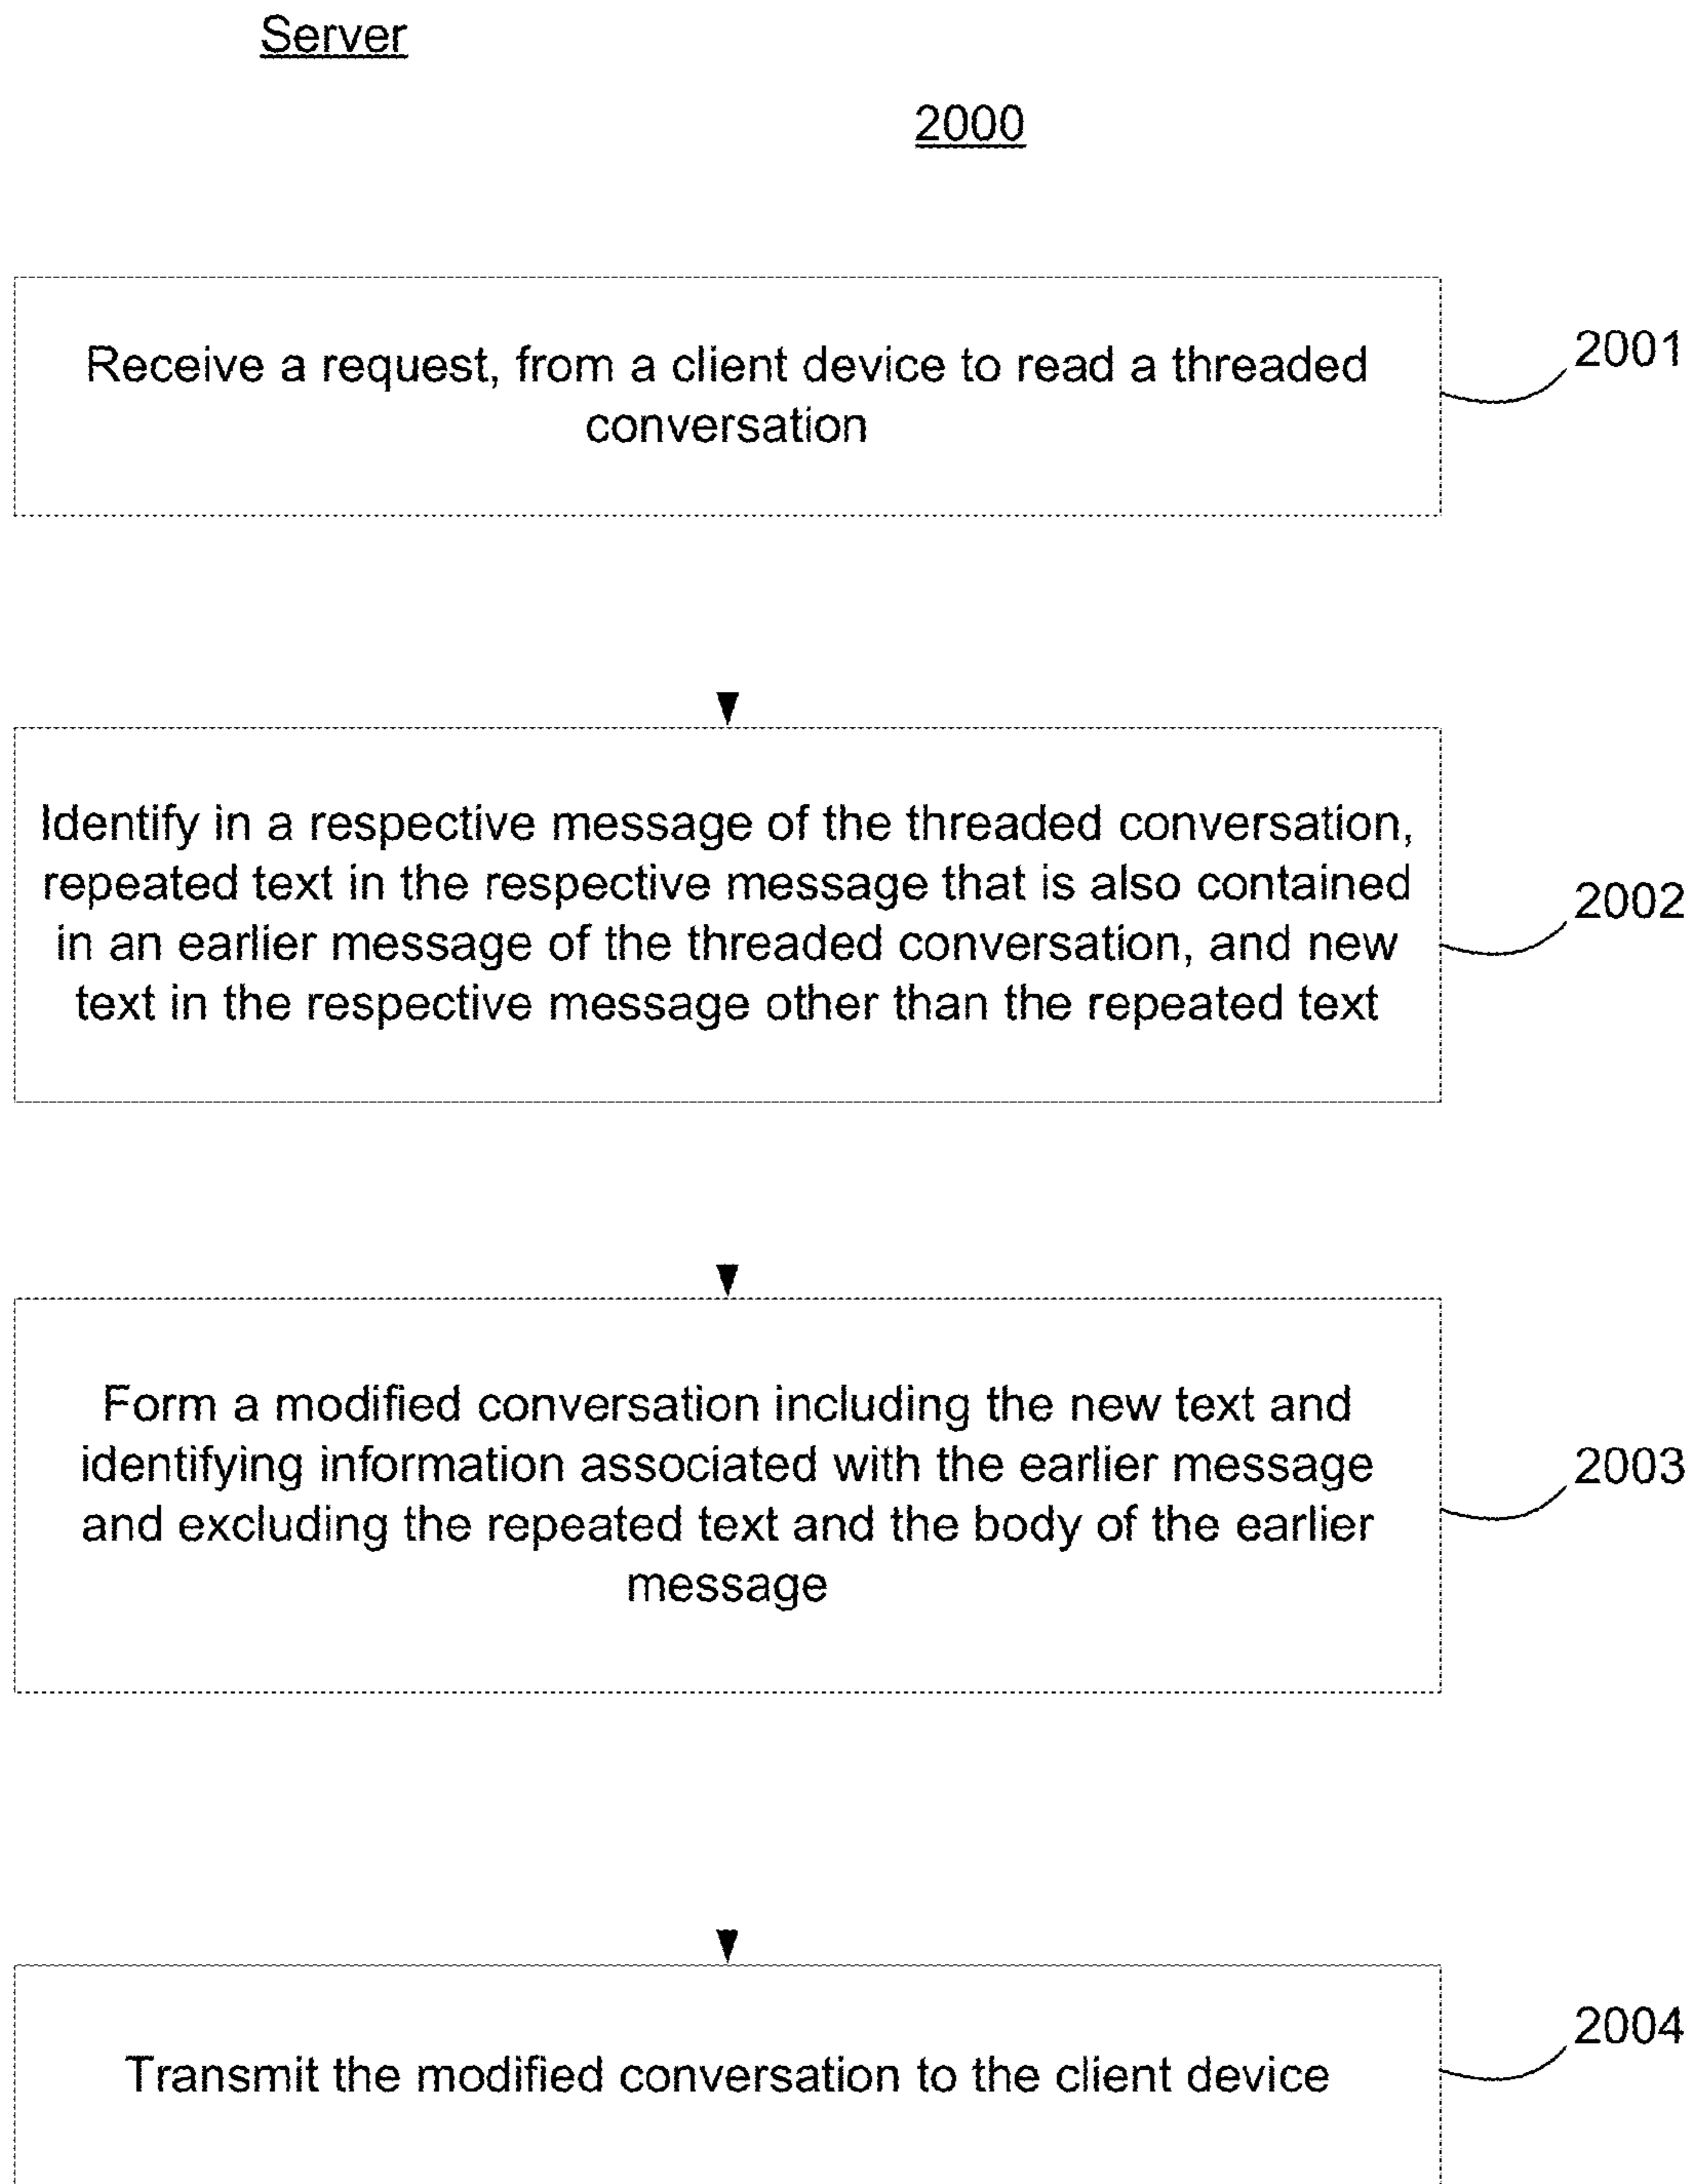 Server
2000
Receive a request, from a client device to read a threaded
conversation
2001
Identify in a respective message of the threaded conversation,
repeated text in the respective message that is also contained
in an earlier message of the threaded conversation, and new
text in the respective message other than the repeated text
2002
Form a modified conversation including the new text and
identifying information associated with the earlier message
and excluding the repeated text and the body of the earlier
message
2003
Transmit the modified conversation to the client device
2004